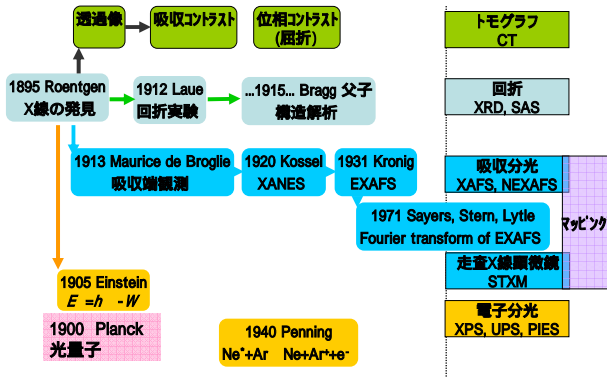 透過像
吸収コントラスト
位相コントラスト
(屈折)
トモグラフ
CT
1895 Roentgen
X線の発見
1912 Laue
回折実験
...1915... Bragg 父子
構造解析
回折
XRD, SAS
1913 Maurice de Broglie
吸収端観測
1920 Kossel
XANES
1931 Kronig
EXAFS
吸収分光
XAFS, NEXAFS
マッピング
1971 Sayers, Stern, Lytle
Fourier transform of EXAFS
走査X線顕微鏡
STXM
1905 Einstein
E =h -W
1900 Planck
光量子
1940 Penning
Ne*+Ar Ne+Ar++e-
電子分光
XPS, UPS, PIES